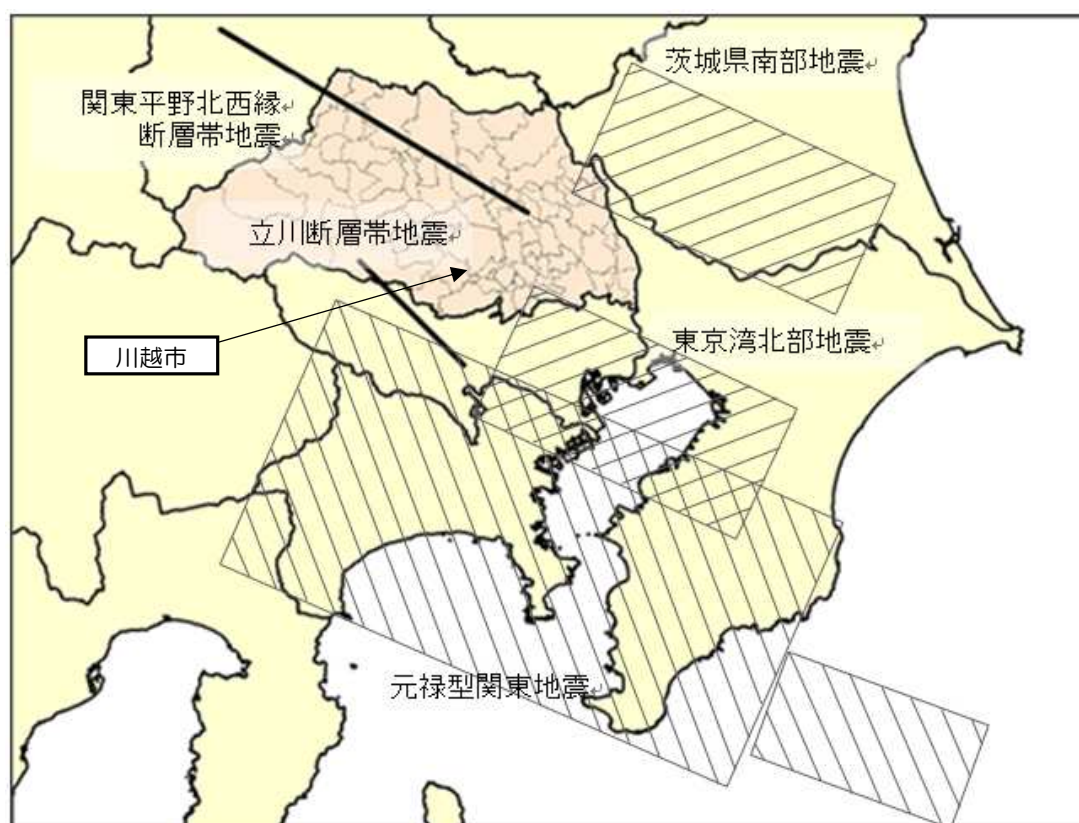 茨城県南部地震
関東平野北西縁
断層帯地震
立川断層帯地震
東京湾北部地震
川越市
元禄型関東地震